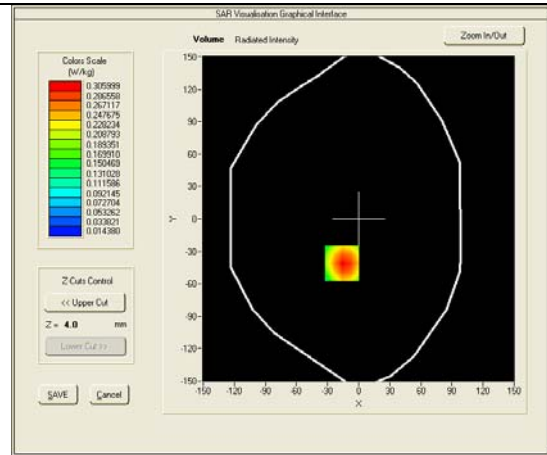 SAR Visualisation Graphical Interface
Volume Radiated Intensity
Zoom In/Out
Colors Scale
(W/kg)
0.305999
0.286558
0.267117
0.247675
0.228234
0.208793
0.189351
0.169910
0.150469
0.131028
0.111586
0.092145
0.072704
0.053262
0.033821
0.014380
Z Cuts Control
<< Upper Cut
Z = 4.0 mm
Lower Cut >>
SAVE
Cancel
150
120
90
60
30
0
-30
-60
-90
-120
-150
Y
-150 -120 -90 -60 -30 0 30 60 90 120 150
X